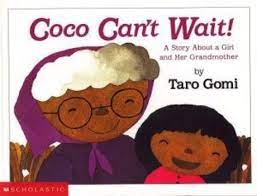 Coco Can't Wait!
A Story About a Girl
and Her Grandmother
by
Taro Gomi
SCHOLASTIC